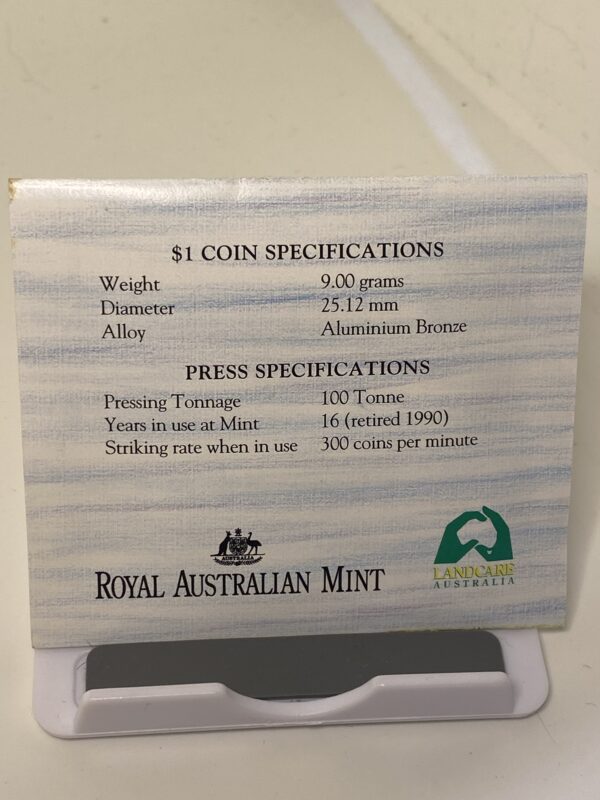 $1 COIN SPECIFICATIONS
Weight 9.00 grams
Diameter 25.12 mm
Alloy Aluminium Bronze
PRESS SPECIFICATIONS
Pressing Tonnage 100 Tonne
Years in use at Mint 16 (retired 1990)
Striking rate when in use 300 coins per minute
AUSTRALIA
ROYAL AUSTRALIAN MINT
LANDCARE
AUSTRALIA